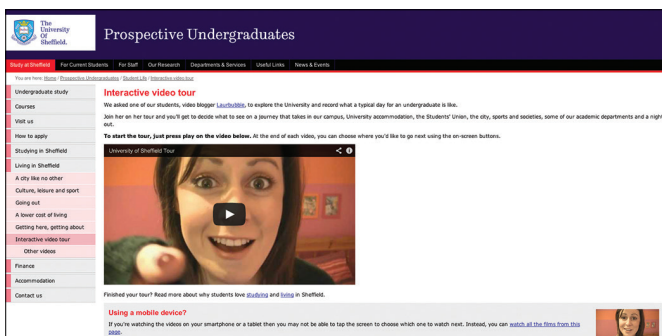 The
University
Of
Sheffield.
Prospective Undergraduates
Study at Sheffield For Current Students For Staff Our Research Departments & Services Useful Links News & Events
You are here: Home / Prospective Undergraduates / Student Life / Interactive video tour
Undergraduate study
Courses
Visit us
How to apply
Studying in Sheffield
Living in Sheffield
A city like no other
Culture, leisure and sport
Going out
A lower cost of living
Getting here, getting about
Interactive video tour
Other videos
Finance
Accommodation
Contact us
Interactive video tour
We asked one of our students, video blogger Laurbubble, to explore the University and record what a typical day for an undergraduate is like.
Join her on her tour and you'll get to decide what to see on a journey that takes in our campus, University accommodation, the Students' Union, the city, sports and societies, some of our academic departments and a night
out.
To start the tour, just press play on the video below. At the end of each video, you can choose where you'd like to go next using the on-screen buttons.
University of Sheffield Tour
Finished your tour? Read more about why students love studying and living in Sheffield.
Using a mobile device?
If you're watching the videos on your smartphone or a tablet then you may not be able to tap the screen to choose which one to watch next. Instead, you can watch all the films from this
page.